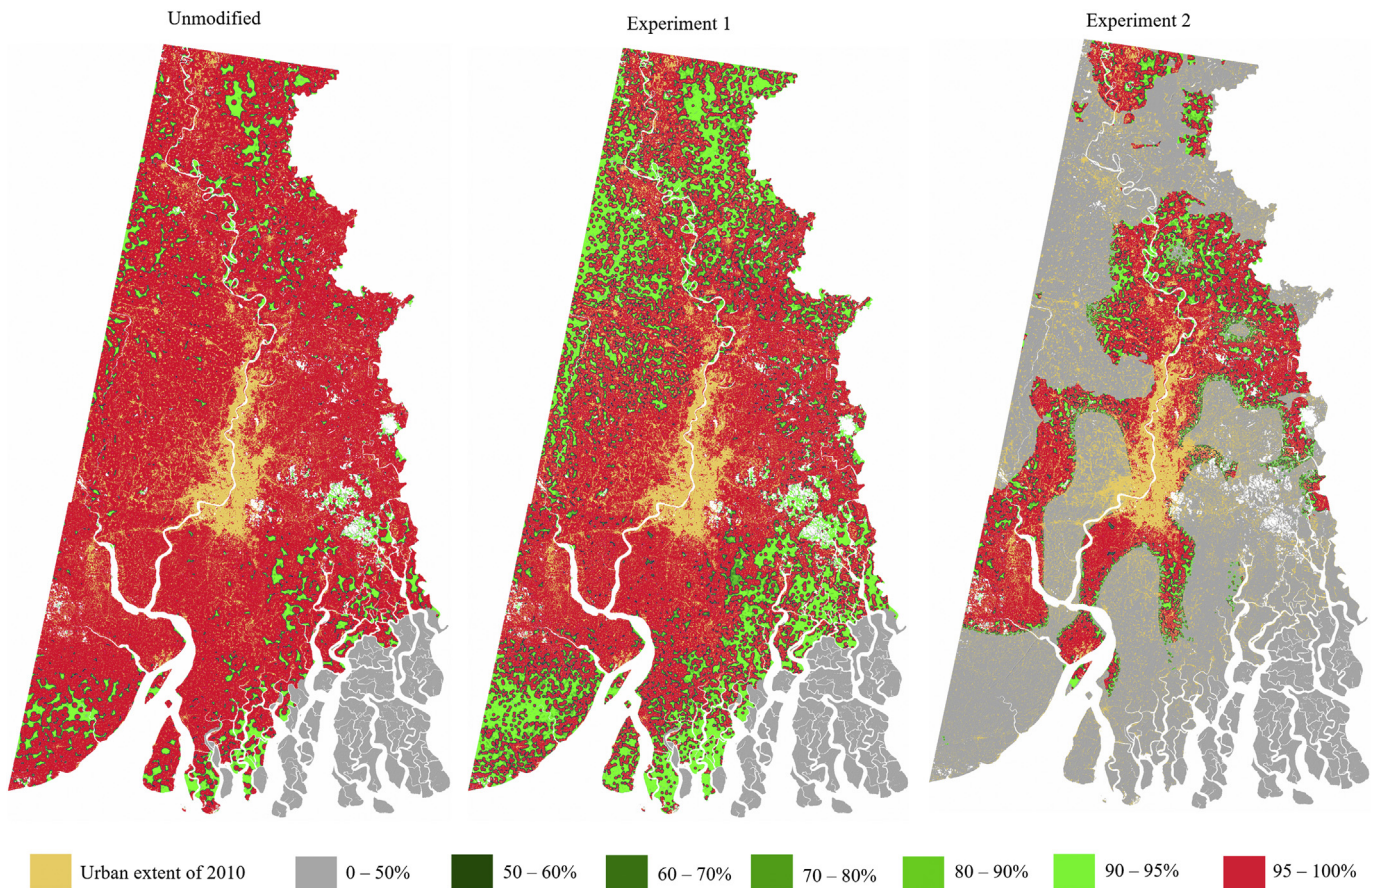 Unmodified
Experiment 1
Experiment 2
Urban extent of 2010
0 – 50%
50 – 60%
60 – 70%
70 – 80%
80 – 90%
90 – 95%
95 – 100%